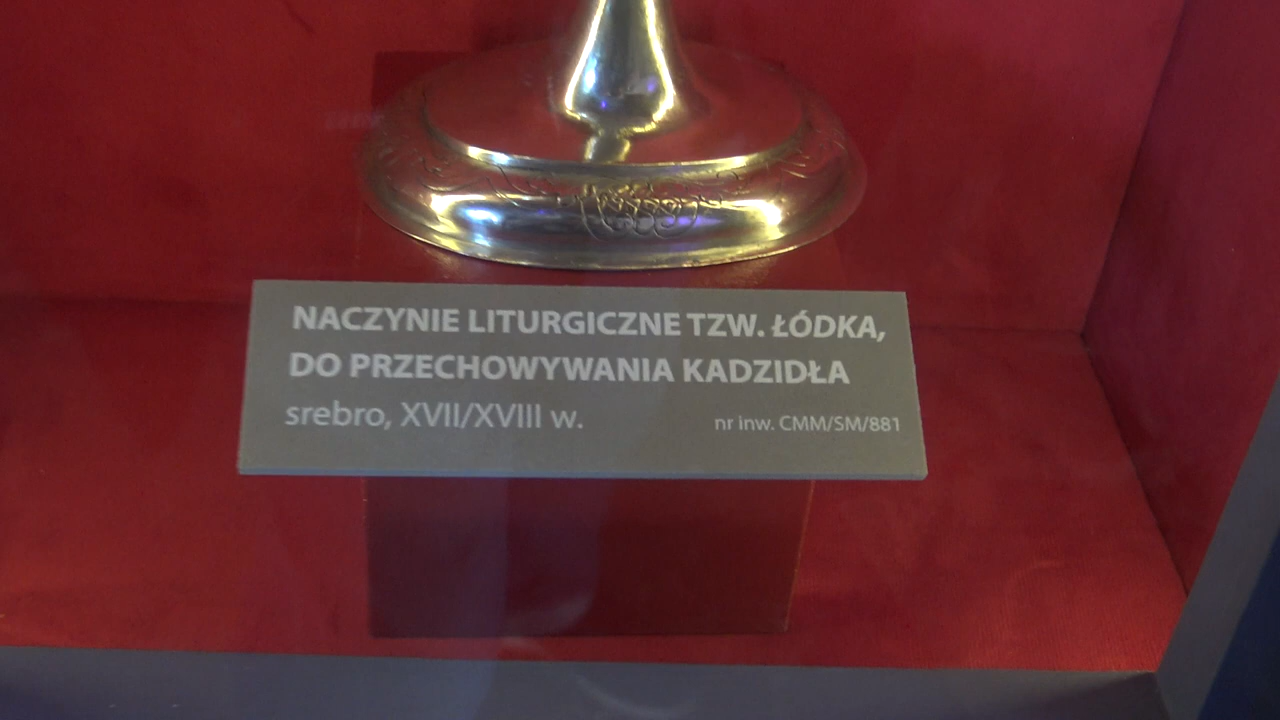 NACZYNIE LITURGICZNE TZW. ŁÓDKA,
DO PRZECHOWYWANIA KADZIDŁA
srebro, XVII/XVIII w. nr inw. CMM/SM/881